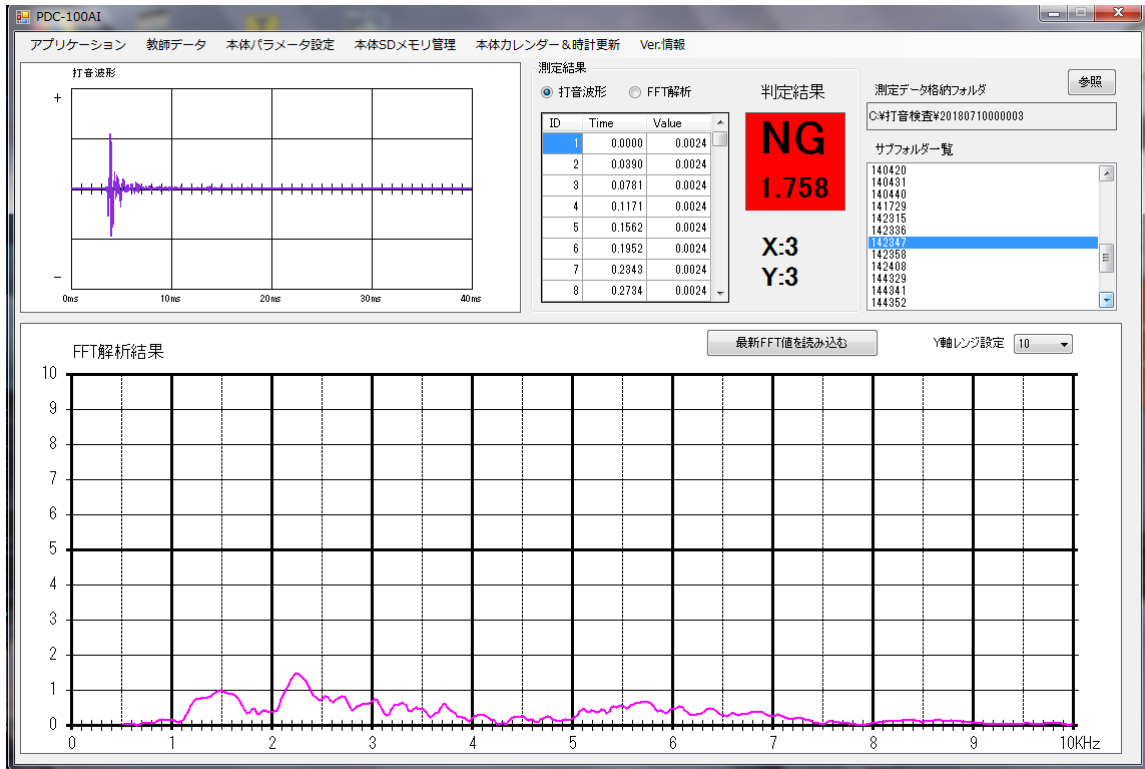 PDC-100AI
アプリケーション 教師データ 本体パラメータ設定 本体SDメモリ管理 本体カレンダー＆時計更新 Ver.情報
打音波形
+
−
0ms 10ms 20ms 30ms 40ms
測定結果
打音波形 FFT解析
ID Time Value
1 0.0000 0.0024
2 0.0390 0.0024
3 0.0781 0.0024
4 0.1171 0.0024
5 0.1562 0.0024
6 0.1952 0.0024
7 0.2343 0.0024
8 0.2734 0.0024
判定結果
NG
1.758
X:3
Y:3
測定データ格納フォルダ 参照
C:¥打音検査¥20180710000003
サブフォルダ一覧
140420
140431
140440
141729
142315
142336
142347
142358
142408
144329
144341
144352
FFT解析結果 最新FFT値を読み込む Y軸レンジ設定 10
10
9
8
7
6
5
4
3
2
1
0
0 1 2 3 4 5 6 7 8 9 10KHz